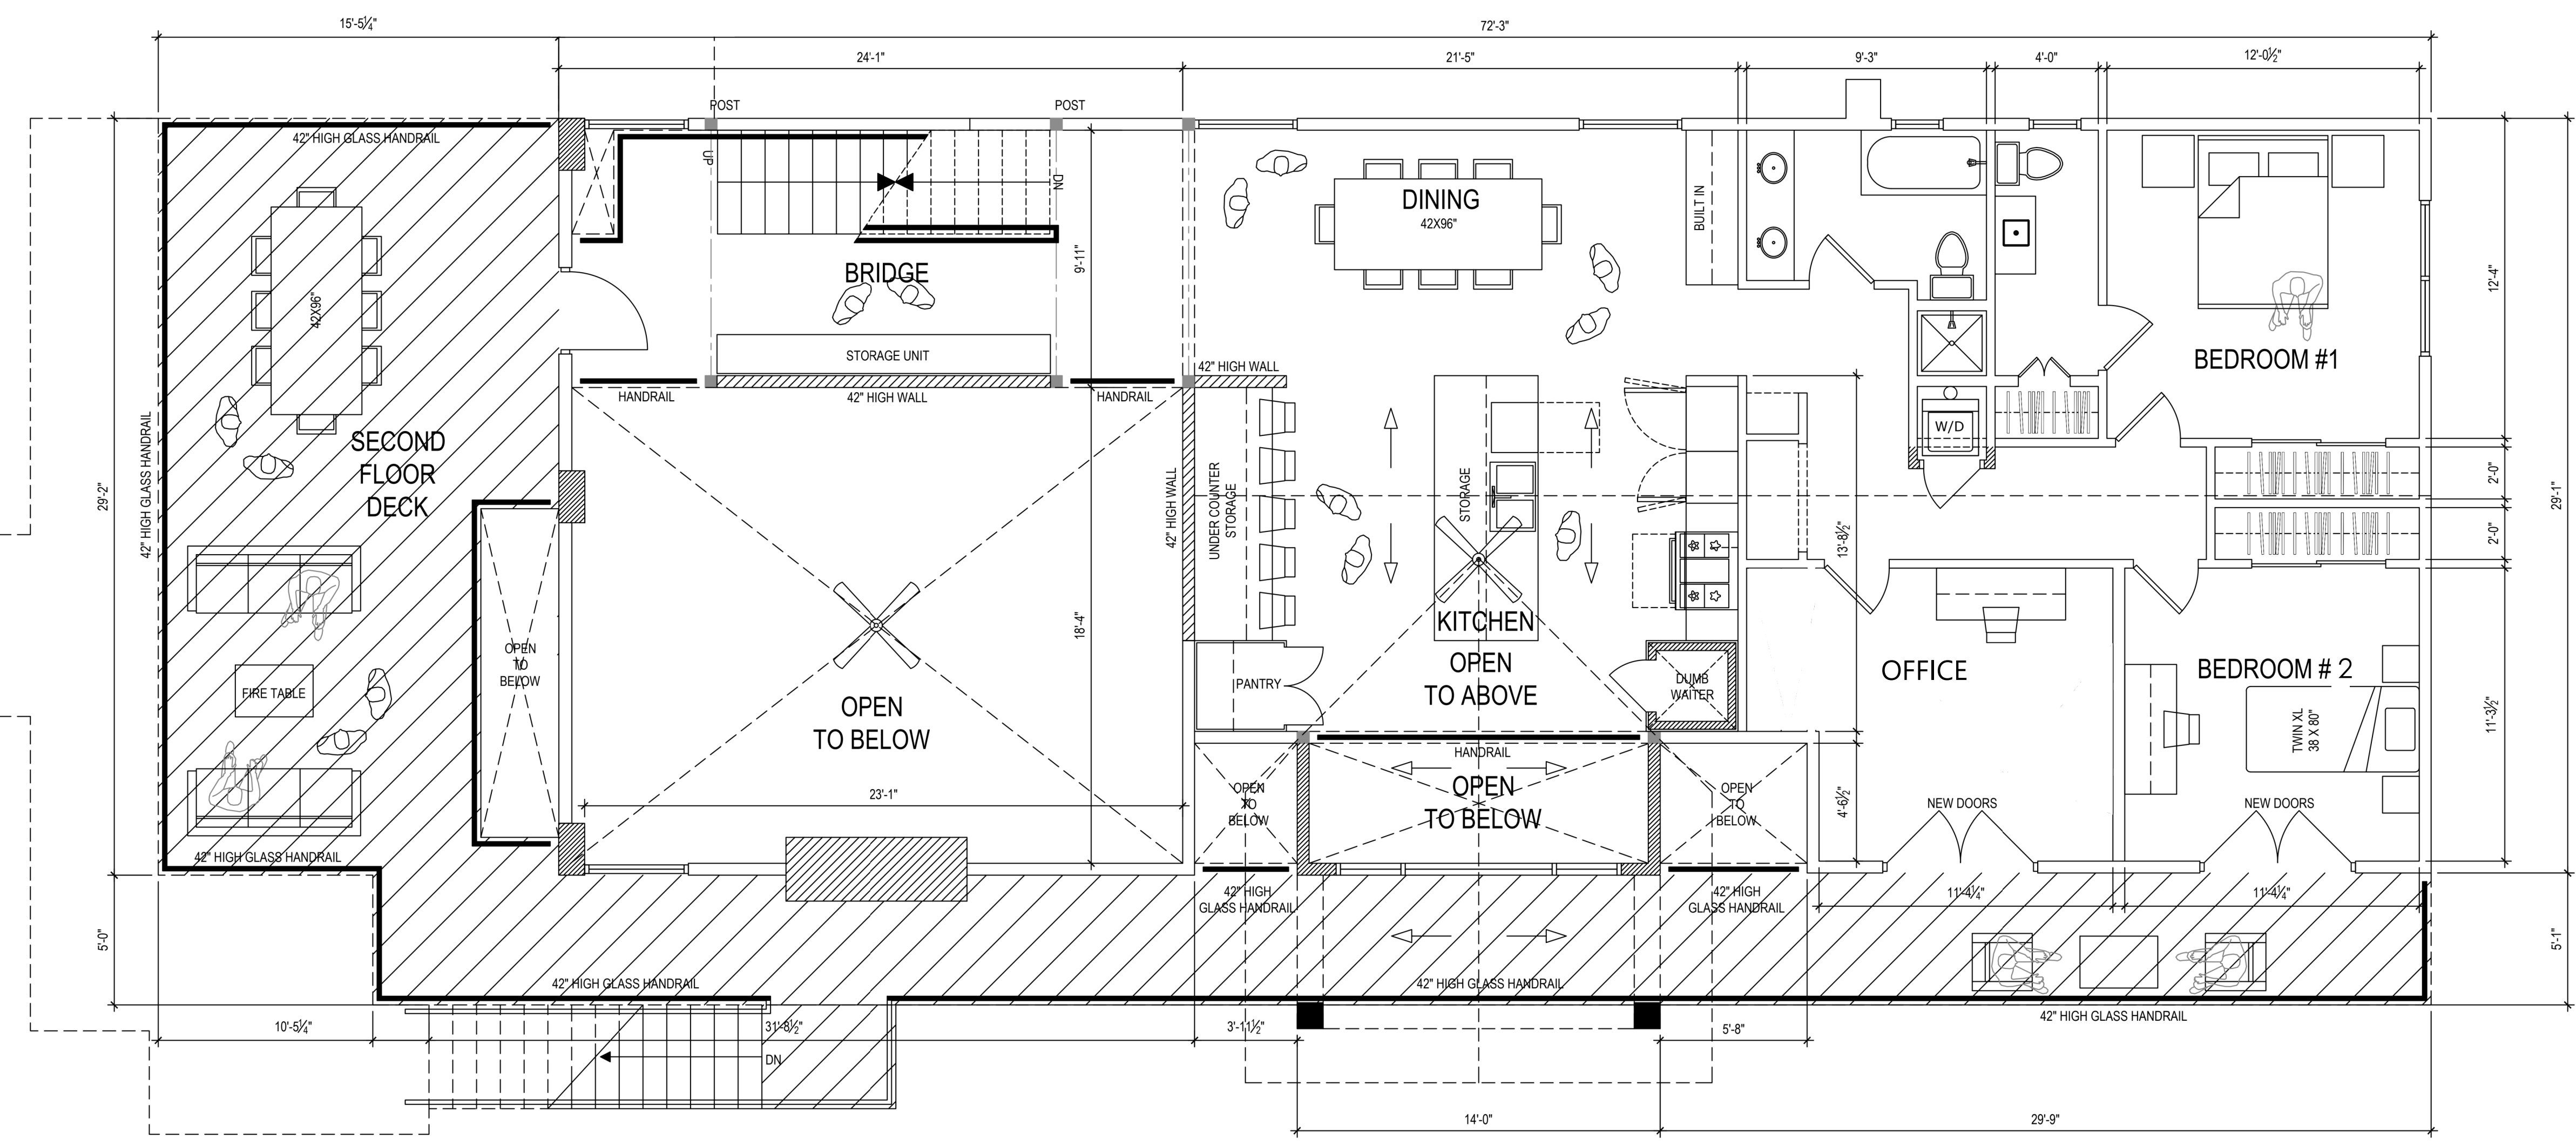 15'-5¼"
72'-3"
24'-1"
21'-5"
9'-3"
4'-0"
12'-0½"
POST
POST
42" HIGH GLASS HANDRAIL
UP
DN
DINING
42X96"
BUILT IN
BRIDGE
9'-11"
12'-4"
42X96"
STORAGE UNIT
42" HIGH WALL
BEDROOM #1
HANDRAIL
42" HIGH WALL
HANDRAIL
W/D
SECOND
FLOOR
DECK
42" HIGH GLASS HANDRAIL
29'-2"
42" HIGH WALL
UNDER COUNTER
STORAGE
STORAGE
2'-0"
29'-1"
2'-0"
13'-8½"
KITCHEN
18'-4"
OPEN
TO
BELOW
OPEN
TO ABOVE
PANTRY
DUMB
WAITER
OFFICE
BEDROOM # 2
FIRE TABLE
OPEN
TO BELOW
TWIN XL
38 X 80"
11'-3½"
HANDRAIL
23'-1"
OPEN
TO
BELOW
OPEN
TO BELOW
OPEN
TO
BELOW
4'-6½"
NEW DOORS
NEW DOORS
42" HIGH GLASS HANDRAIL
42" HIGH
GLASS HANDRAIL
42" HIGH
GLASS HANDRAIL
11'-4¼"
11'-4¼"
5'-0"
5'-1"
42" HIGH GLASS HANDRAIL
42" HIGH GLASS HANDRAIL
42" HIGH GLASS HANDRAIL
10'-5¼"
31'-8½"
3'-11½"
5'-8"
DN
14'-0"
29'-9"